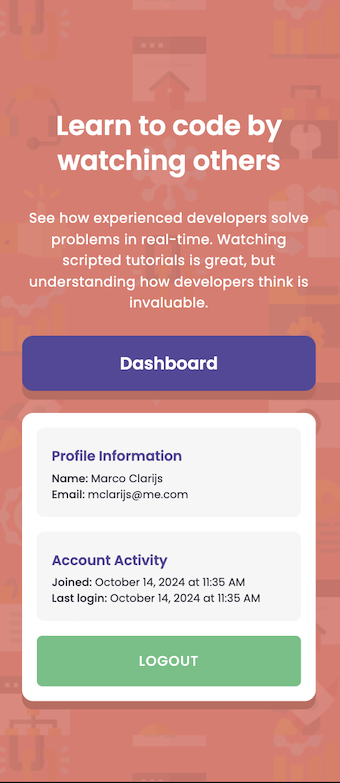 Learn to code by
watching others
See how experienced developers solve
problems in real-time. Watching
scripted tutorials is great, but
understanding how developers think is
invaluable.
Dashboard
Profile Information
Name: Marco Clarijs
Email: mclarijs@me.com
Account Activity
Joined: October 14, 2024 at 11:35 AM
Last login: October 14, 2024 at 11:35 AM
LOGOUT